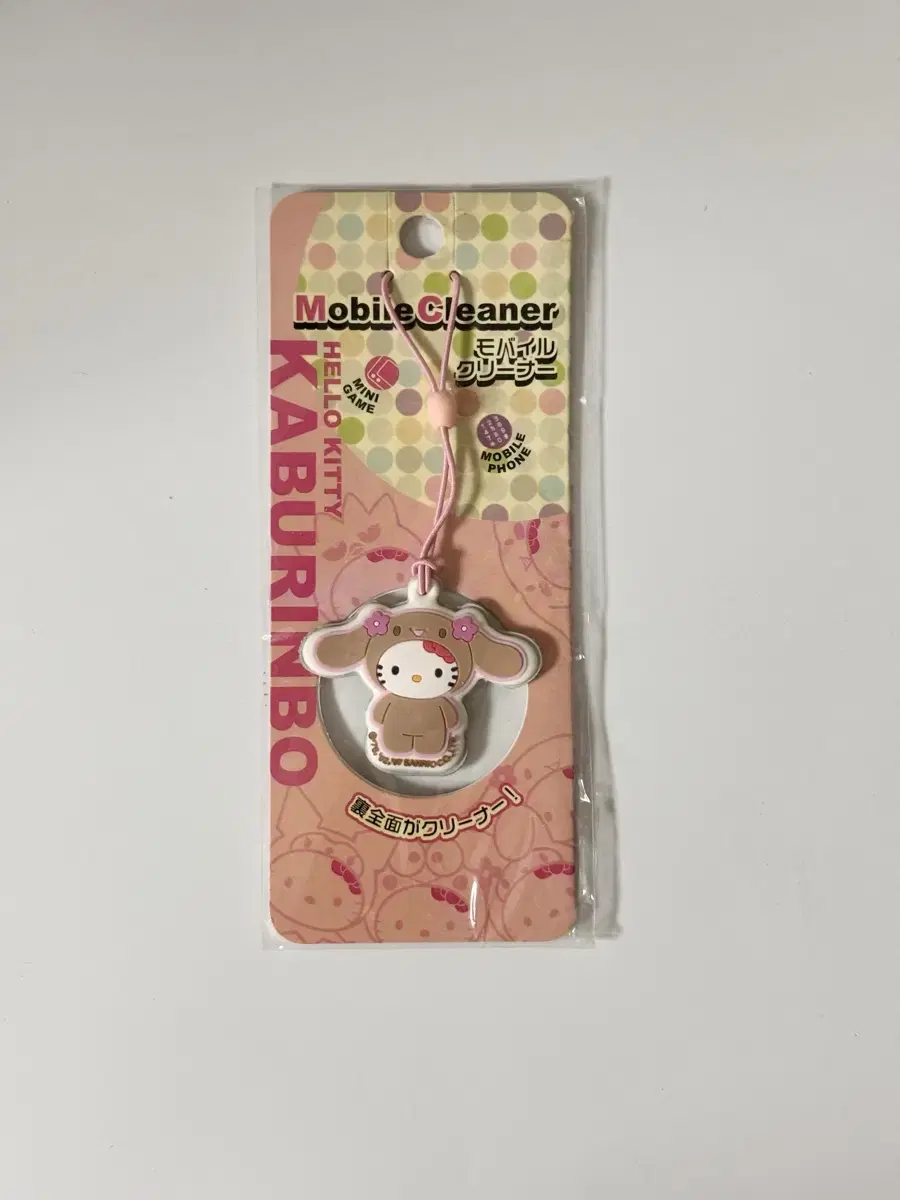 Mobile Cleaner
モバイル
クリーナー
HELLO KITTY
KABURINBO
MINI
GAME
MOBILE
PHONE
裏全面がクリーナー！